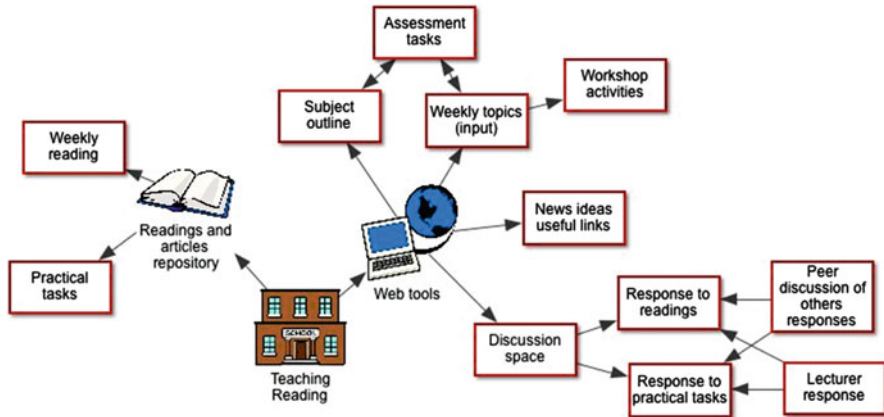 Assessment
tasks
Subject
outline
Weekly topics
(input)
Workshop
activities
Weekly
reading
Readings and
articles
repository
Practical
tasks
News ideas
useful links
Web tools
SCHOOL
Teaching
Reading
Discussion
space
Response to
readings
Peer
discussion of
others
responses
Response to
practical tasks
Lecturer
response